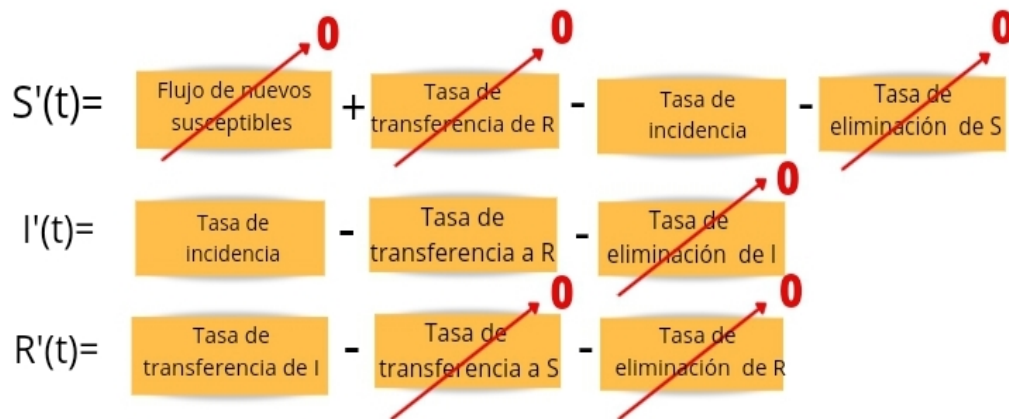 0 0 0
S'(t)= Flujo de nuevos + Tasa de - Tasa de - Tasa de
susceptibles transferencia de R incidencia eliminación de S
0
I'(t)= Tasa de - Tasa de - Tasa de
incidencia transferencia a R eliminación de I
0 0
R'(t)= Tasa de - Tasa de - Tasa de
transferencia de I transferencia a S eliminación de R